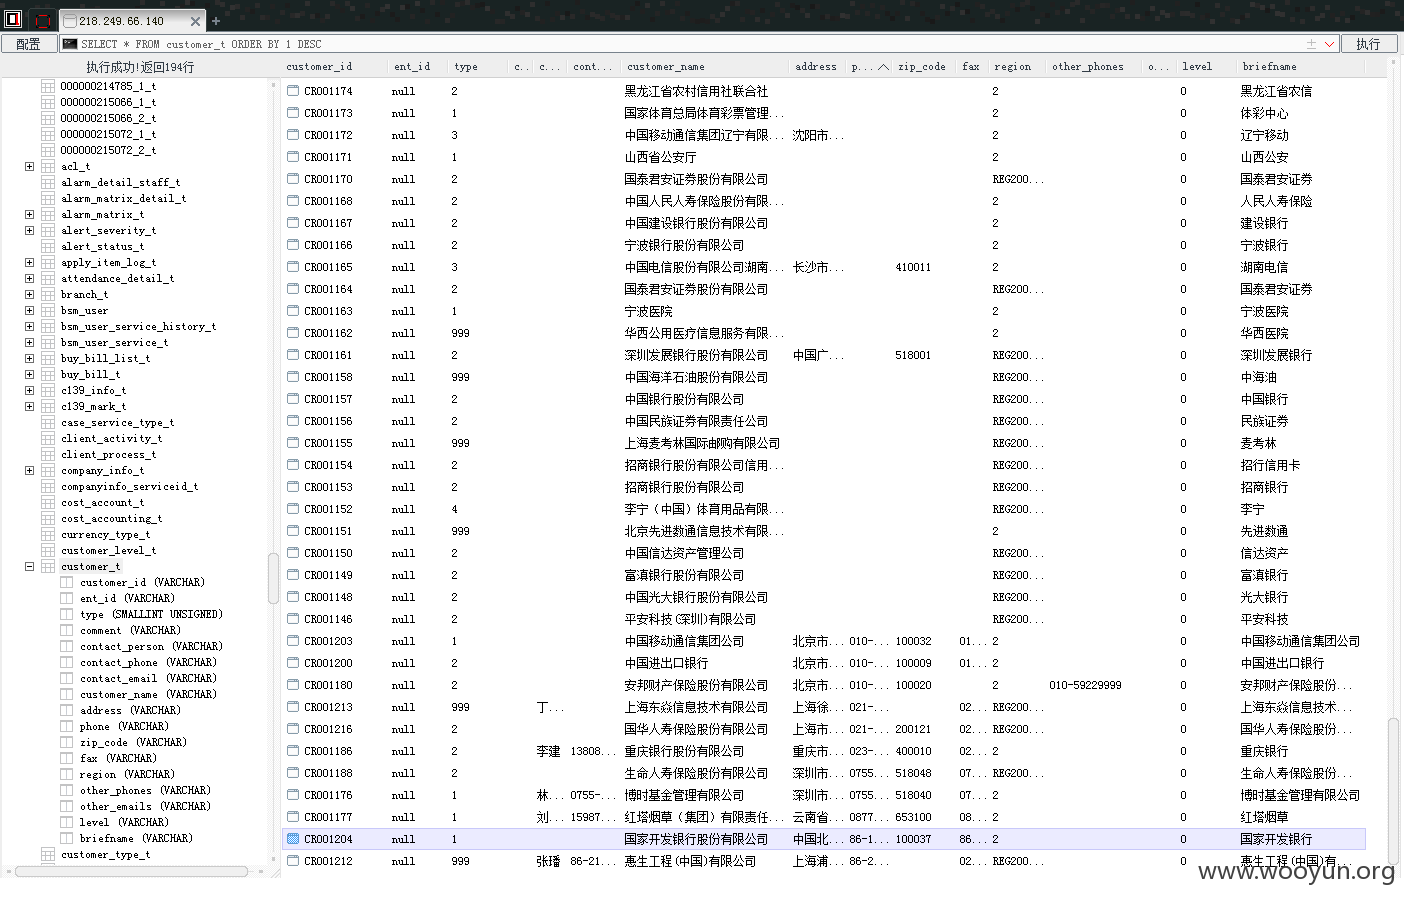 218.249.66.140
配置 SELECT * FROM customer_t ORDER BY 1 DESC 执行
执行成功!返回194行
000000214785_1_t
000000215066_1_t
000000215066_2_t
000000215072_1_t
000000215072_2_t
acl_t
alarm_detail_staff_t
alarm_matrix_detail_t
alarm_matrix_t
alert_severity_t
alert_status_t
apply_item_log_t
attendance_detail_t
branch_t
bsm_user
bsm_user_service_history_t
bsm_user_service_t
buy_bill_list_t
buy_bill_t
c139_info_t
c139_mark_t
case_service_type_t
client_activity_t
client_process_t
company_info_t
companyinfo_serviceid_t
cost_account_t
cost_accounting_t
currency_type_t
customer_level_t
customer_t
customer_id (VARCHAR)
ent_id (VARCHAR)
type (SMALLINT UNSIGNED)
comment (VARCHAR)
contact_person (VARCHAR)
contact_phone (VARCHAR)
contact_email (VARCHAR)
customer_name (VARCHAR)
address (VARCHAR)
phone (VARCHAR)
zip_code (VARCHAR)
fax (VARCHAR)
region (VARCHAR)
other_phones (VARCHAR)
other_emails (VARCHAR)
level (VARCHAR)
briefname (VARCHAR)
customer_type_t
customer_id ent_id type c.. c... cont... customer_name address p... zip_code fax region other_phones o... level briefname
CR001174 null 2 黑龙江省农村信用社联合社 2 0 黑龙江省农信
CR001173 null 1 国家体育总局体育彩票管理... 2 0 体彩中心
CR001172 null 3 中国移动通信集团辽宁有限... 沈阳市... 2 0 辽宁移动
CR001171 null 1 山西省公安厅 2 0 山西公安
CR001170 null 2 国泰君安证券股份有限公司 REG200... 0 国泰君安证券
CR001168 null 2 中国人民人寿保险股份有限... 2 0 人民人寿保险
CR001167 null 2 中国建设银行股份有限公司 2 0 建设银行
CR001166 null 2 宁波银行股份有限公司 2 0 宁波银行
CR001165 null 3 中国电信股份有限公司湖南... 长沙市... 410011 2 0 湖南电信
CR001164 null 2 国泰君安证券股份有限公司 REG200... 0 国泰君安证券
CR001163 null 1 宁波医院 2 0 宁波医院
CR001162 null 999 华西公用医疗信息服务有限... 2 0 华西医院
CR001161 null 2 深圳发展银行股份有限公司 中国广... 518001 REG200... 0 深圳发展银行
CR001158 null 999 中国海洋石油股份有限公司 REG200... 0 中海油
CR001157 null 2 中国银行股份有限公司 REG200... 0 中国银行
CR001156 null 2 中国民族证券有限责任公司 REG200... 0 民族证券
CR001155 null 999 上海麦考林国际邮购有限公司 REG200... 0 麦考林
CR001154 null 2 招商银行股份有限公司信用... REG200... 0 招行信用卡
CR001153 null 2 招商银行股份有限公司 REG200... 0 招商银行
CR001152 null 4 李宁（中国）体育用品有限... REG200... 0 李宁
CR001151 null 999 北京先进数通信息技术有限... 2 0 先进数通
CR001150 null 2 中国信达资产管理公司 REG200... 0 信达资产
CR001149 null 2 富滇银行股份有限公司 REG200... 0 富滇银行
CR001148 null 2 中国光大银行股份有限公司 REG200... 0 光大银行
CR001146 null 2 平安科技(深圳)有限公司 REG200... 0 平安科技
CR001203 null 1 中国移动通信集团公司 北京市... 010-... 100032 01... 2 0 中国移动通信集团公司
CR001200 null 2 中国进出口银行 北京市... 010-... 100009 01... 2 0 中国进出口银行
CR001180 null 2 安邦财产保险股份有限公司 北京市... 010-... 100020 2 010-59229999 0 安邦财产保险股份...
CR001213 null 999 丁... 上海东焱信息技术有限公司 上海徐... 021-... 02... REG200... 0 上海东焱信息技术...
CR001216 null 2 国华人寿保险股份有限公司 上海市... 021-... 200121 02... REG200... 0 国华人寿保险股份...
CR001186 null 2 李建 13808... 重庆银行股份有限公司 重庆市... 023-... 400010 02... 2 0 重庆银行
CR001188 null 2 生命人寿保险股份有限公司 深圳市... 0755... 518048 07... REG200... 0 生命人寿保险股份...
CR001176 null 1 林... 0755-... 博时基金管理有限公司 深圳市... 0755... 518040 07... 2 0 博时基金管理有限公司
CR001177 null 1 刘... 15987... 红塔烟草（集团）有限责任... 云南省... 0877... 653100 08... 2 0 红塔烟草
CR001204 null 1 国家开发银行股份有限公司 中国北... 86-1... 100037 86... 2 0 国家开发银行
CR001212 null 999 张璠 86-21... 惠生工程(中国)有限公司 上海浦... 86-2... 02... REG200... 0 惠生工程(中国)有...
www.wooyun.org